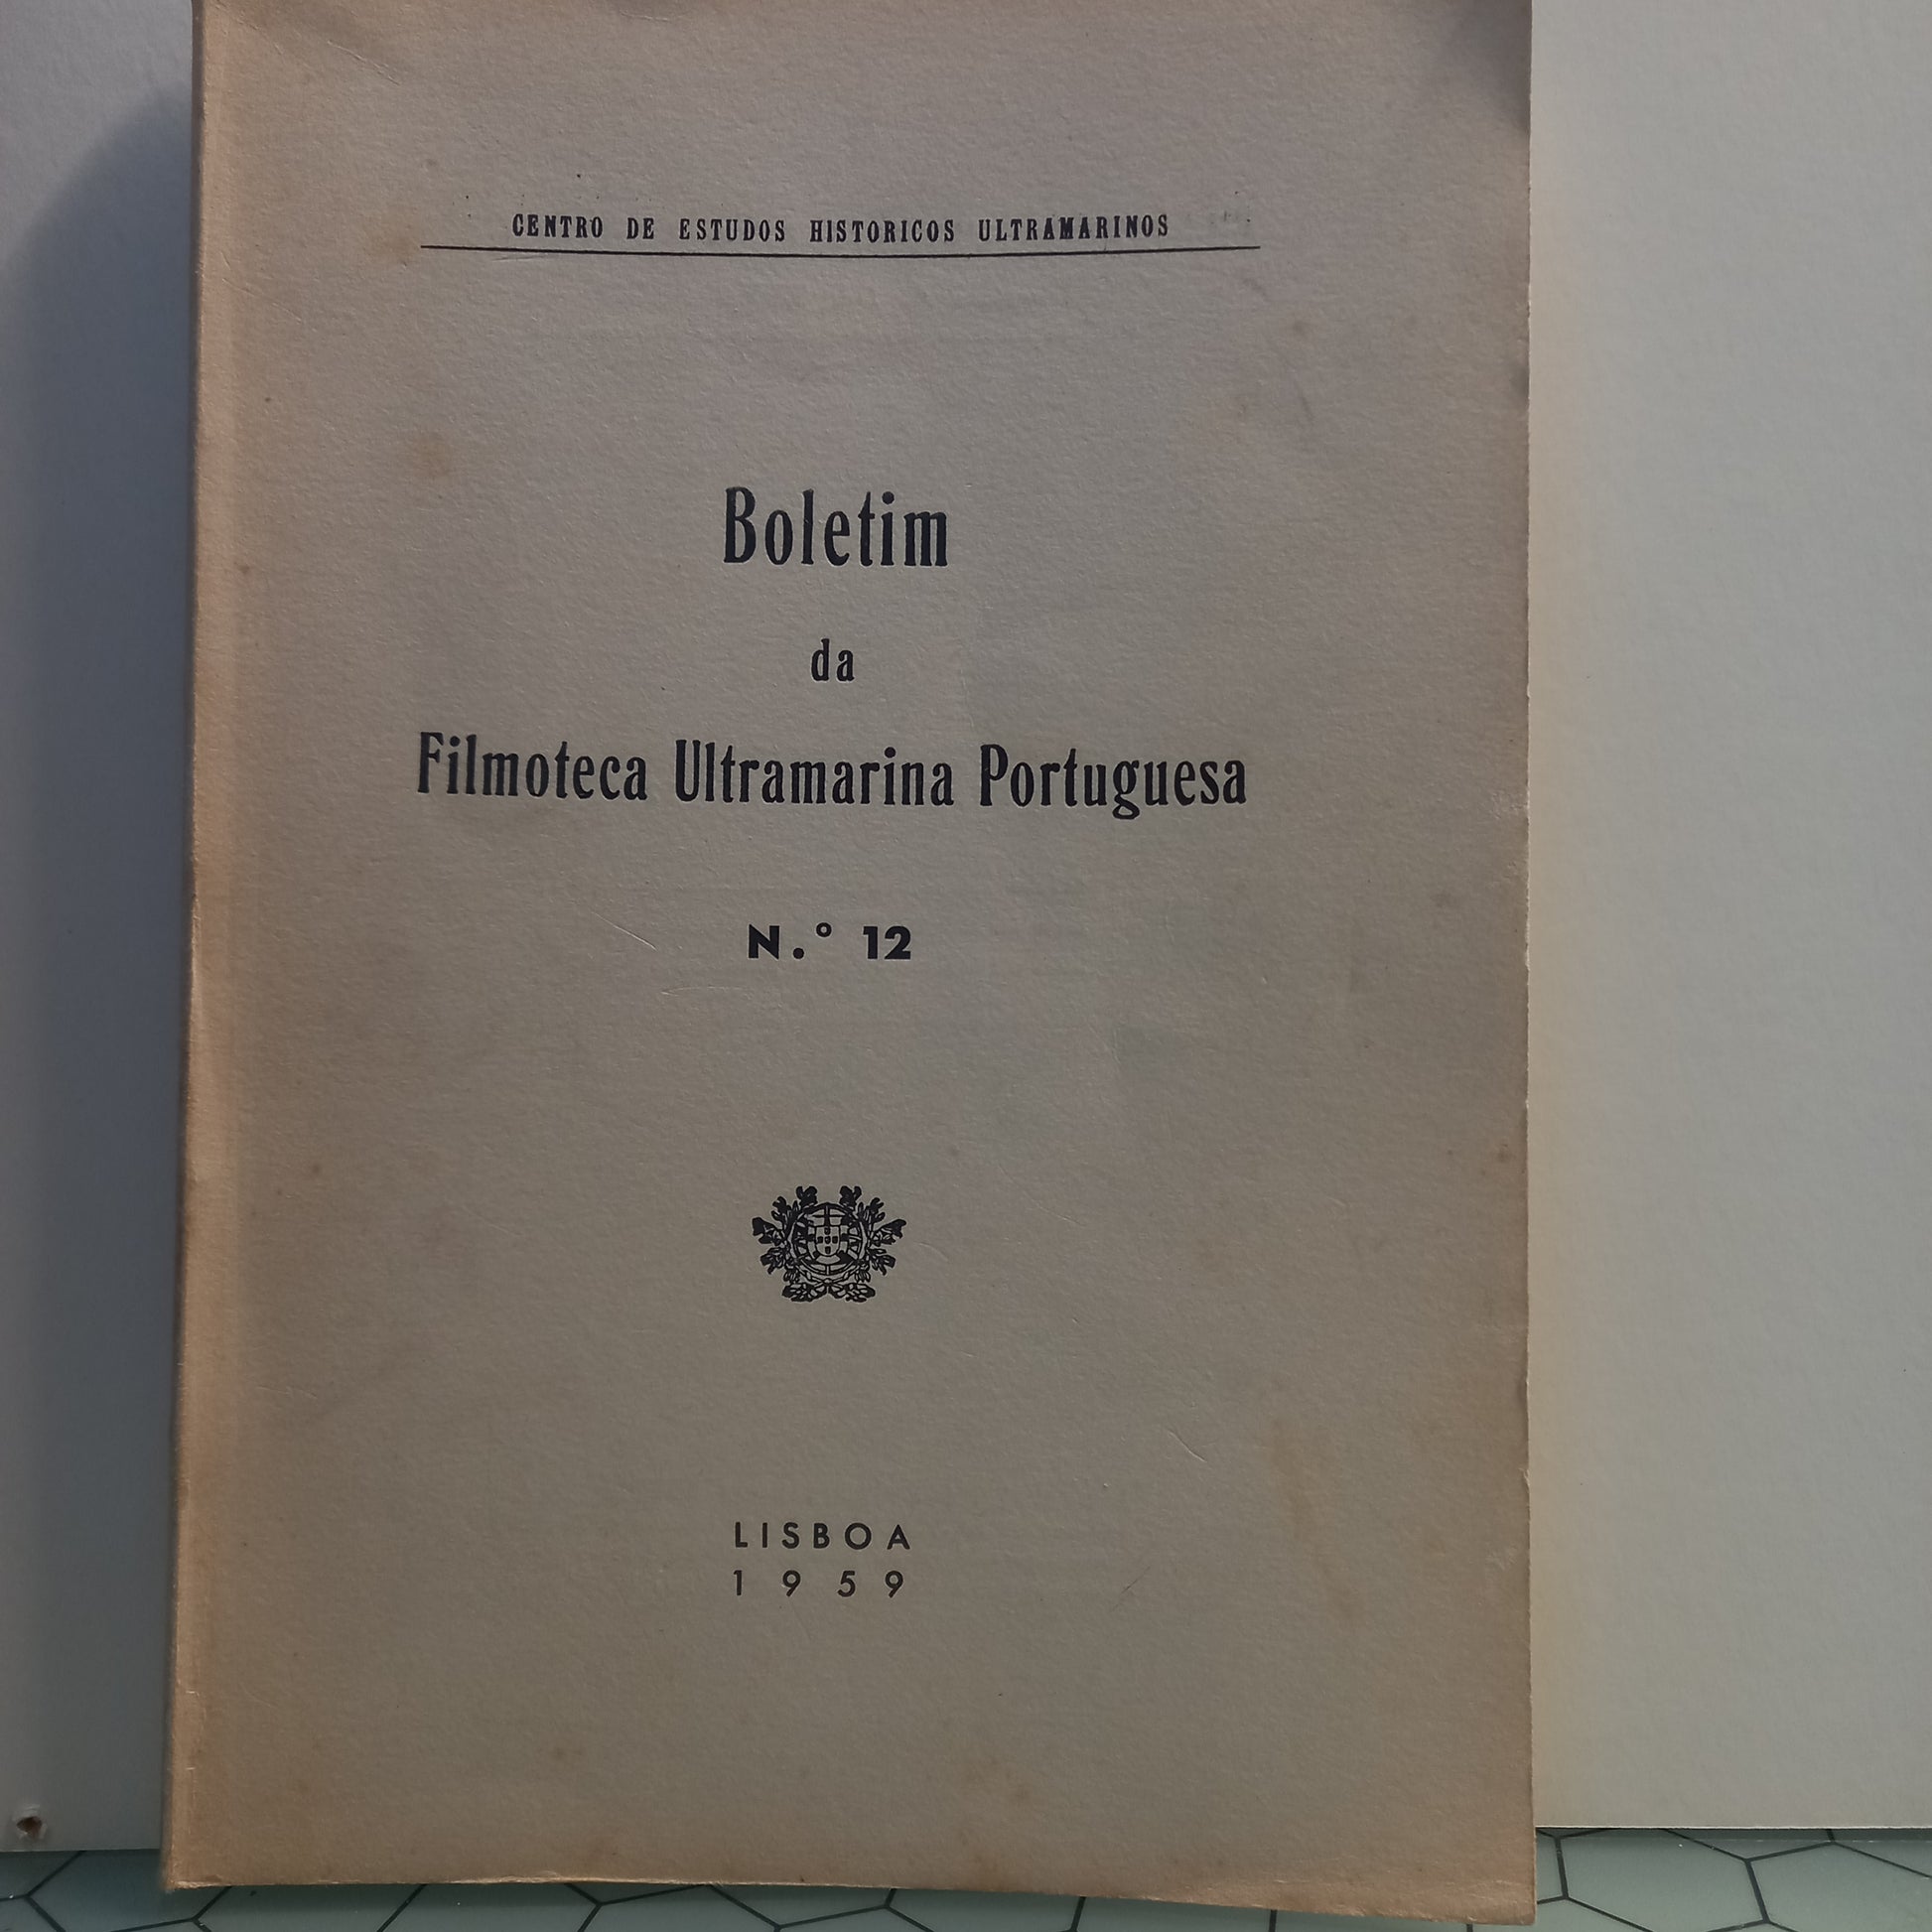 CENTRO DE ESTUDOS HISTORICOS ULTRAMARINOS
Boletim
da
Filmoteca Ultramarina Portuguesa
N.º 12
LISBOA
1959